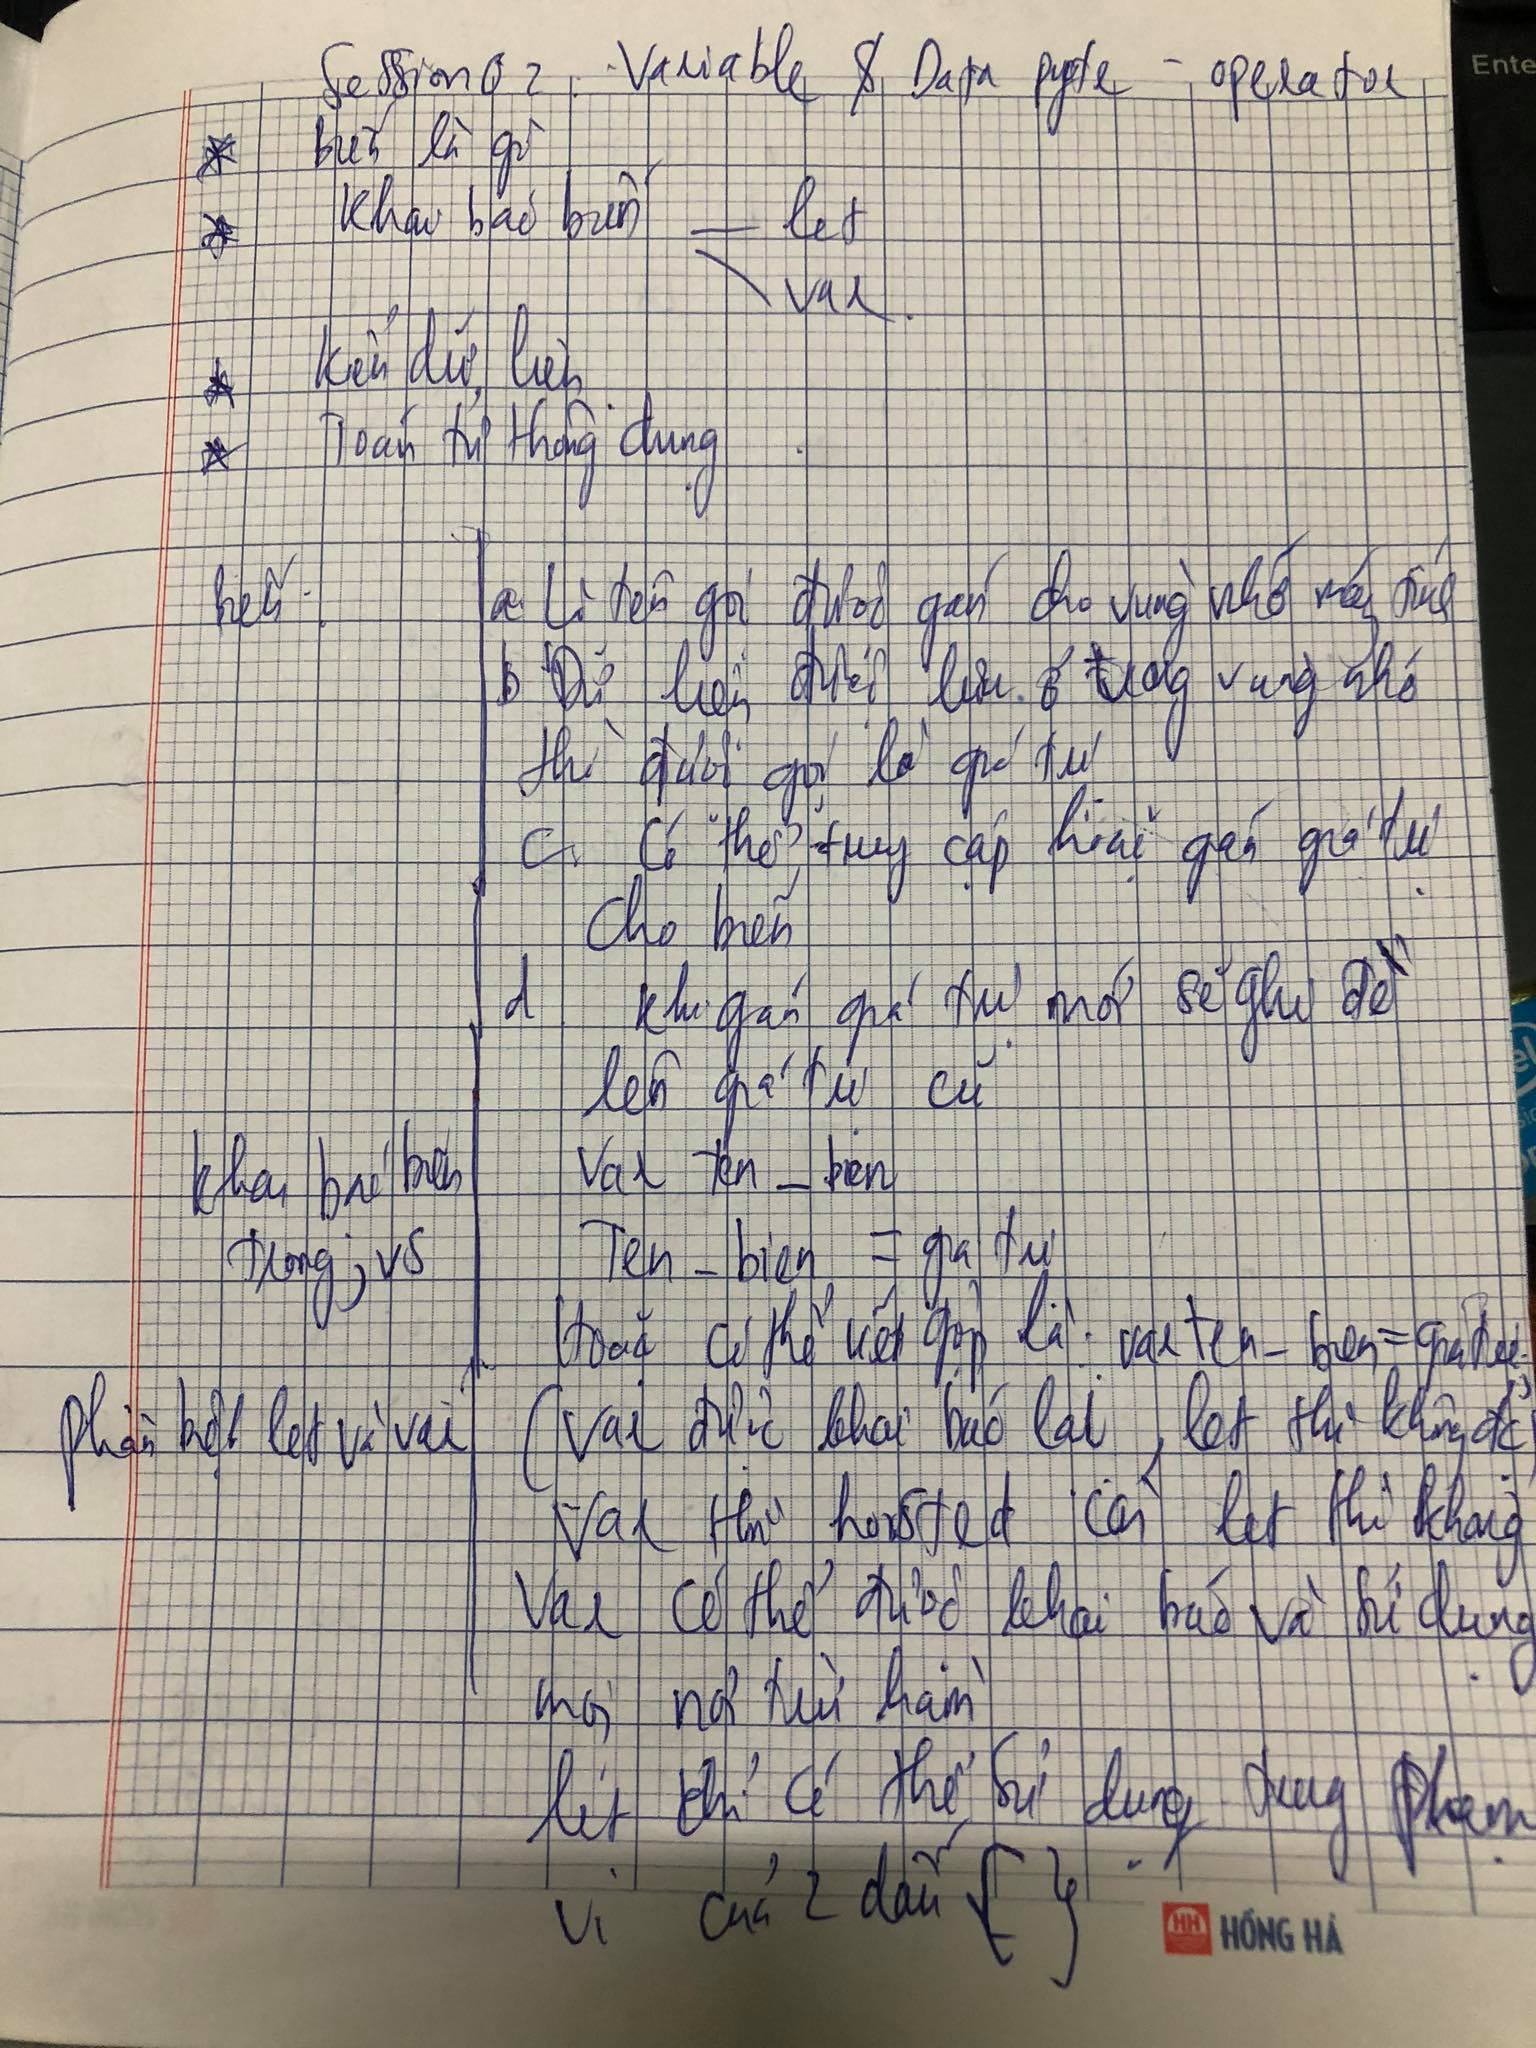 Session 02: Variable & Data pyte - operator
* biến là gì
* Khai báo biến — let
var.
* Kiểu dữ liệu
* Toán tử thông dụng
biến: a. Là tên gọi được gán cho vùng nhớ máy tính
b Dữ liệu được lưu ở trong vùng nhớ
thì được gọi là giá trị
c. Có thể truy cập hoặc gán giá trị
cho biến
d khi gán giá trị mới sẽ ghi đè
lên giá trị cũ
khai báo biến var ten_bien
trong js Ten_bien = giá trị
Hoặc có thể viết gộp là: var ten_bien = giá trị
Phân biệt let và var (var được khai báo lại, let thì không đc
var thì hoisted còn let thì không
var có thể được khai báo và sử dụng
mọi nơi trừ hàm
let chỉ có thể sử dụng trong phạm
vi của 2 dấu { }
Ente
HH HỒNG HÀ